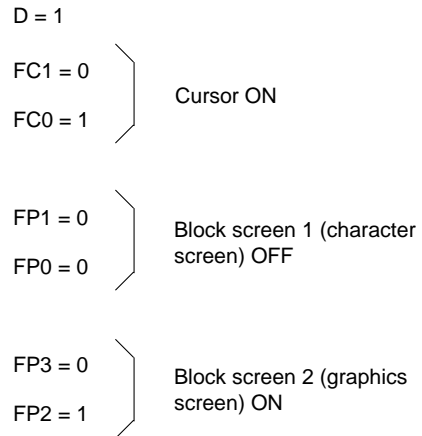 D = 1
FC1 = 0
FC0 = 1
Cursor ON
FP1 = 0
FP0 = 0
Block screen 1 (character
screen) OFF
FP3 = 0
FP2 = 1
Block screen 2 (graphics
screen) ON